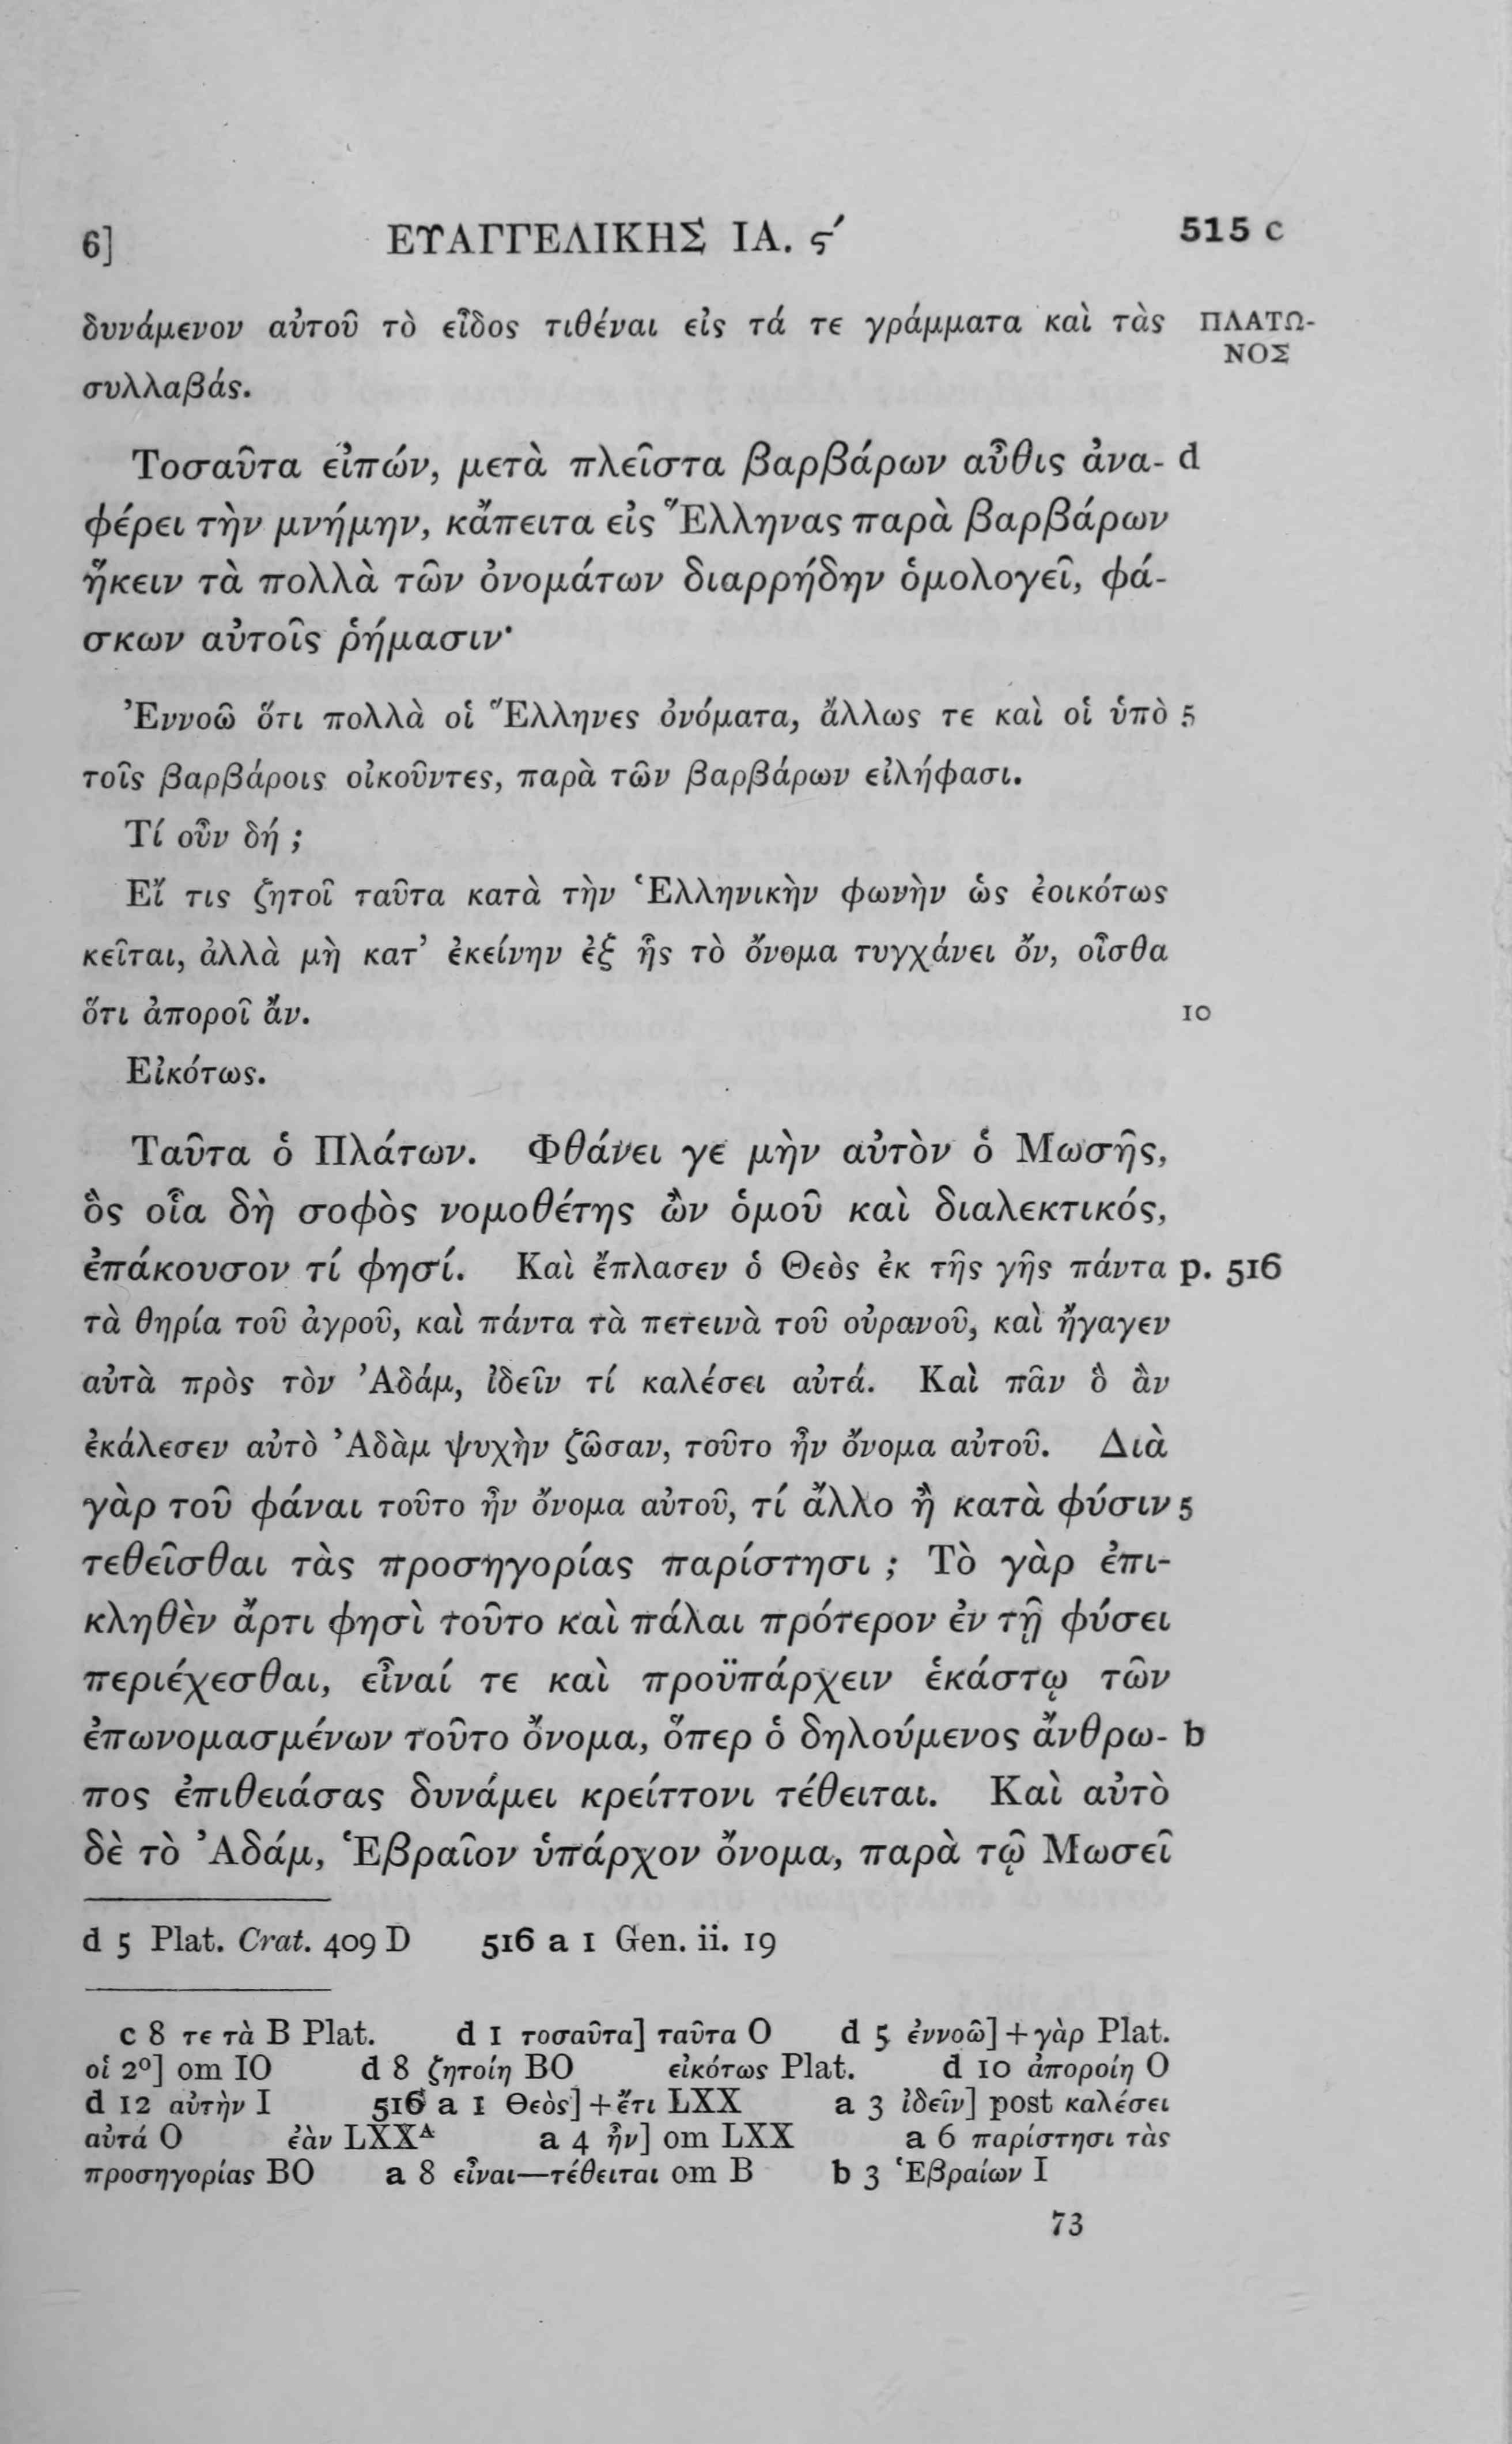 6] ΕΥΑΓΓΕΛΙΚΗΣ ΙΑ. ϛ´ 515 c
δυνάμενον αὐτοῦ τὸ εἶδος τιθέναι εἰς τά τε γράμματα καὶ τὰς ΠΛΑΤΩ-
ΝΟΣ
συλλαβάς.
Τοσαῦτα εἰπών, μετὰ πλεῖστα βαρβάρων αὖθις ἀνα- d
φέρει τὴν μνήμην, κἄπειτα εἰς Ἕλληνας παρὰ βαρβάρων
ἥκειν τὰ πολλὰ τῶν ὀνομάτων διαρρήδην ὁμολογεῖ, φά-
σκων αὐτοῖς ῥήμασιν·
Ἐννοῶ ὅτι πολλὰ οἱ Ἕλληνες ὀνόματα, ἄλλως τε καὶ οἱ ὑπὸ 5
τοῖς βαρβάροις οἰκοῦντες, παρὰ τῶν βαρβάρων εἰλήφασι.
Τί οὖν δή ;
Εἴ τις ζητοῖ ταῦτα κατὰ τὴν Ἑλληνικὴν φωνὴν ὡς ἐοικότως
κεῖται, ἀλλὰ μὴ κατ’ ἐκείνην ἐξ ἧς τὸ ὄνομα τυγχάνει ὄν, οἶσθα
ὅτι ἀποροῖ ἄν. 10
Εἰκότως.
Ταῦτα ὁ Πλάτων. Φθάνει γε μὴν αὐτὸν ὁ Μωσῆς,
ὃς οἷα δὴ σοφὸς νομοθέτης ὢν ὁμοῦ καὶ διαλεκτικός,
ἐπάκουσον τί φησί. Καὶ ἔπλασεν ὁ Θεὸς ἐκ τῆς γῆς πάντα p. 516
τὰ θηρία τοῦ ἀγροῦ, καὶ πάντα τὰ πετεινὰ τοῦ οὐρανοῦ, καὶ ἤγαγεν
αὐτὰ πρὸς τὸν Ἀδάμ, ἰδεῖν τί καλέσει αὐτά. Καὶ πᾶν ὃ ἂν
ἐκάλεσεν αὐτὸ Ἀδὰμ ψυχὴν ζῶσαν, τοῦτο ἦν ὄνομα αὐτοῦ. Διὰ
γὰρ τοῦ φάναι τοῦτο ἦν ὄνομα αὐτοῦ, τί ἄλλο ἢ κατὰ φύσιν 5
τεθεῖσθαι τὰς προσηγορίας παρίστησι ; Τὸ γὰρ ἐπι-
κληθὲν ἄρτι φησὶ τοῦτο καὶ πάλαι πρότερον ἐν τῇ φύσει
περιέχεσθαι, εἶναί τε καὶ προϋπάρχειν ἑκάστῳ τῶν
ἐπωνομασμένων τοῦτο ὄνομα, ὅπερ ὁ δηλούμενος ἄνθρω- b
πος ἐπιθειάσας δυνάμει κρείττονι τέθειται. Καὶ αὐτὸ
δὲ τὸ Ἀδάμ, Ἑβραῖον ὑπάρχον ὄνομα, παρὰ τῷ Μωσεῖ
d 5 Plat. Crat. 409 D 516 a 1 Gen. ii. 19
c 8 τε τὰ B Plat. d 1 τοσαῦτα] ταῦτα O d 5 ἐννοῶ] + γὰρ Plat.
οἱ 2º] om IO d 8 ζητοίη BO εἰκότως Plat. d 10 ἀποροίη O
d 12 αὐτὴν I 516 a 1 Θεὸς] + ἔτι LXX a 3 ἰδεῖν] post καλέσει
αὐτά O ἐὰν LXXᴬ a 4 ἦν] om LXX a 6 παρίστησι τὰς
προσηγορίας BO a 8 εἶναι—τέθειται om B b 3 Ἑβραίων I
73